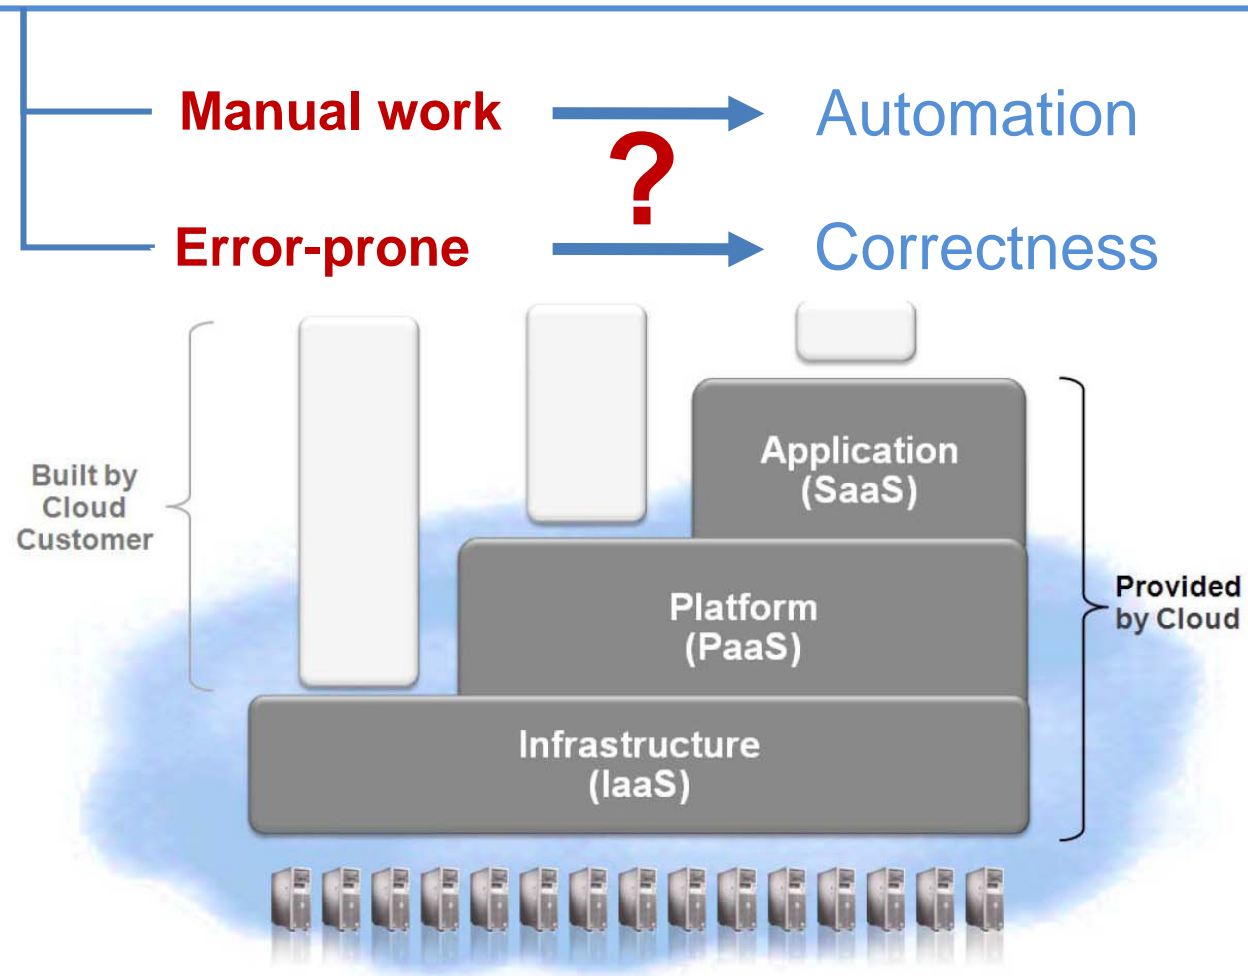 Manual work
Automation
?
Error-prone
Correctness
Built by
Cloud
Customer
Application
(SaaS)
Platform
(PaaS)
Provided
by Cloud
Infrastructure
(IaaS)